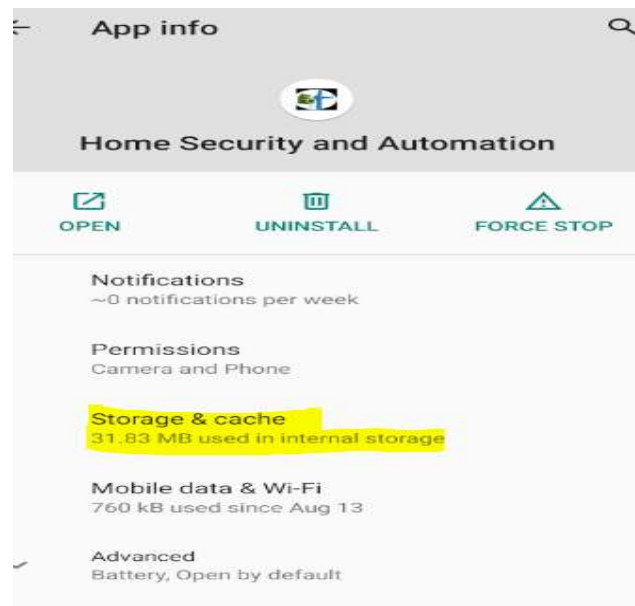 App info
Home Security and Automation
OPEN UNINSTALL FORCE STOP
Notifications
~0 notifications per week
Permissions
Camera and Phone
Storage & cache
31.83 MB used in internal storage
Mobile data & Wi-Fi
760 kB used since Aug 13
Advanced
Battery, Open by default